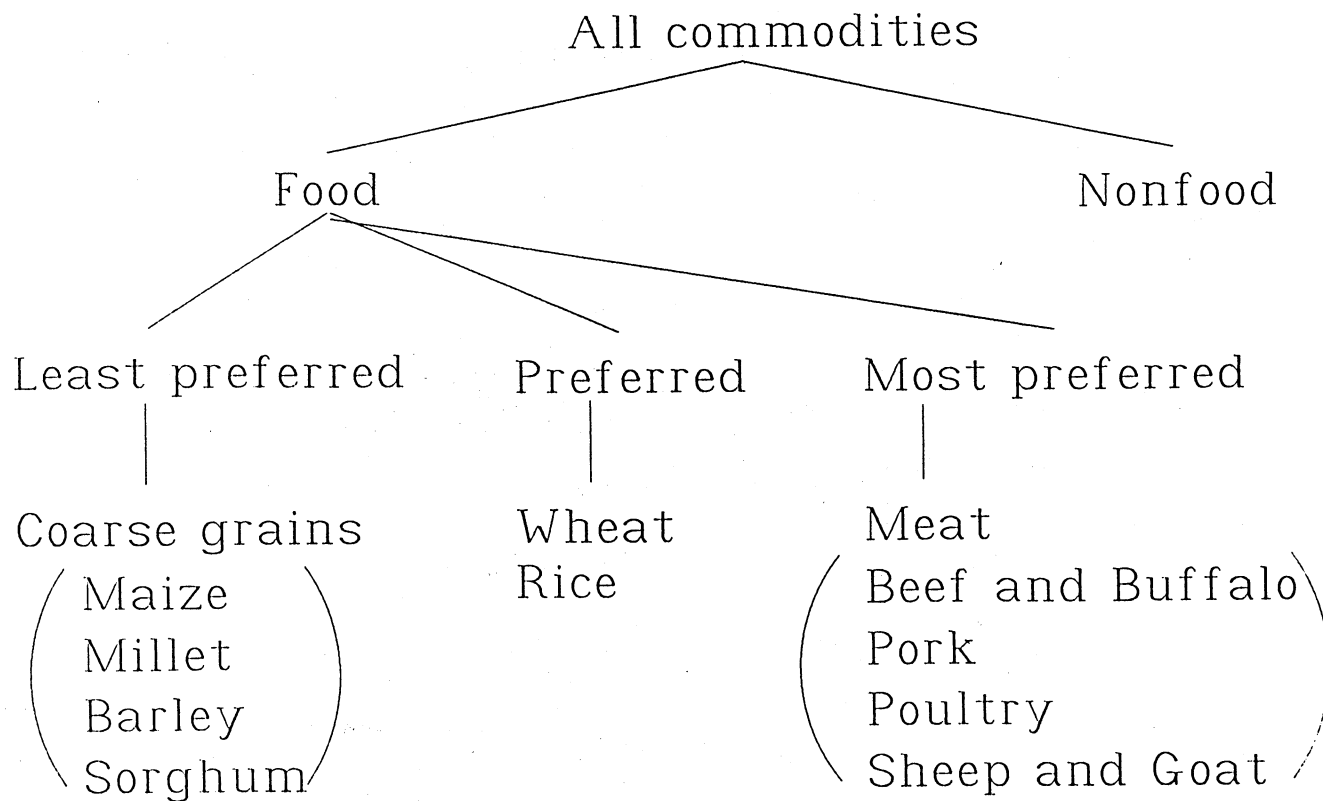 All commodities
Food
Nonfood
Least preferred
Preferred
Most preferred
Coarse grains
Maize
Millet
Barley
Sorghum
Wheat
Rice
Meat
Beef and Buffalo
Pork
Poultry
Sheep and Goat